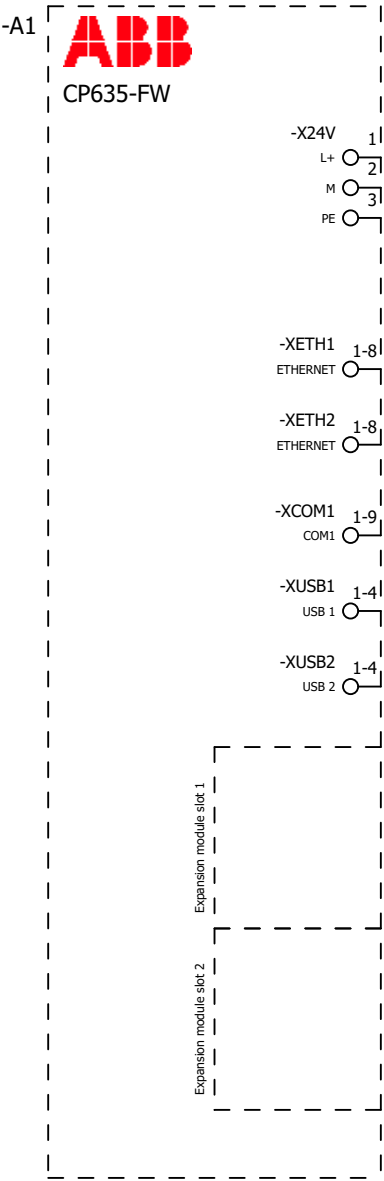 -A1
ABB
CP635-FW
-X24V
1
L+
2
M
3
PE
-XETH1
1-8
ETHERNET
-XETH2
1-8
ETHERNET
-XCOM1
1-9
COM1
-XUSB1
1-4
USB 1
-XUSB2
1-4
USB 2
Expansion module slot 1
Expansion module slot 2